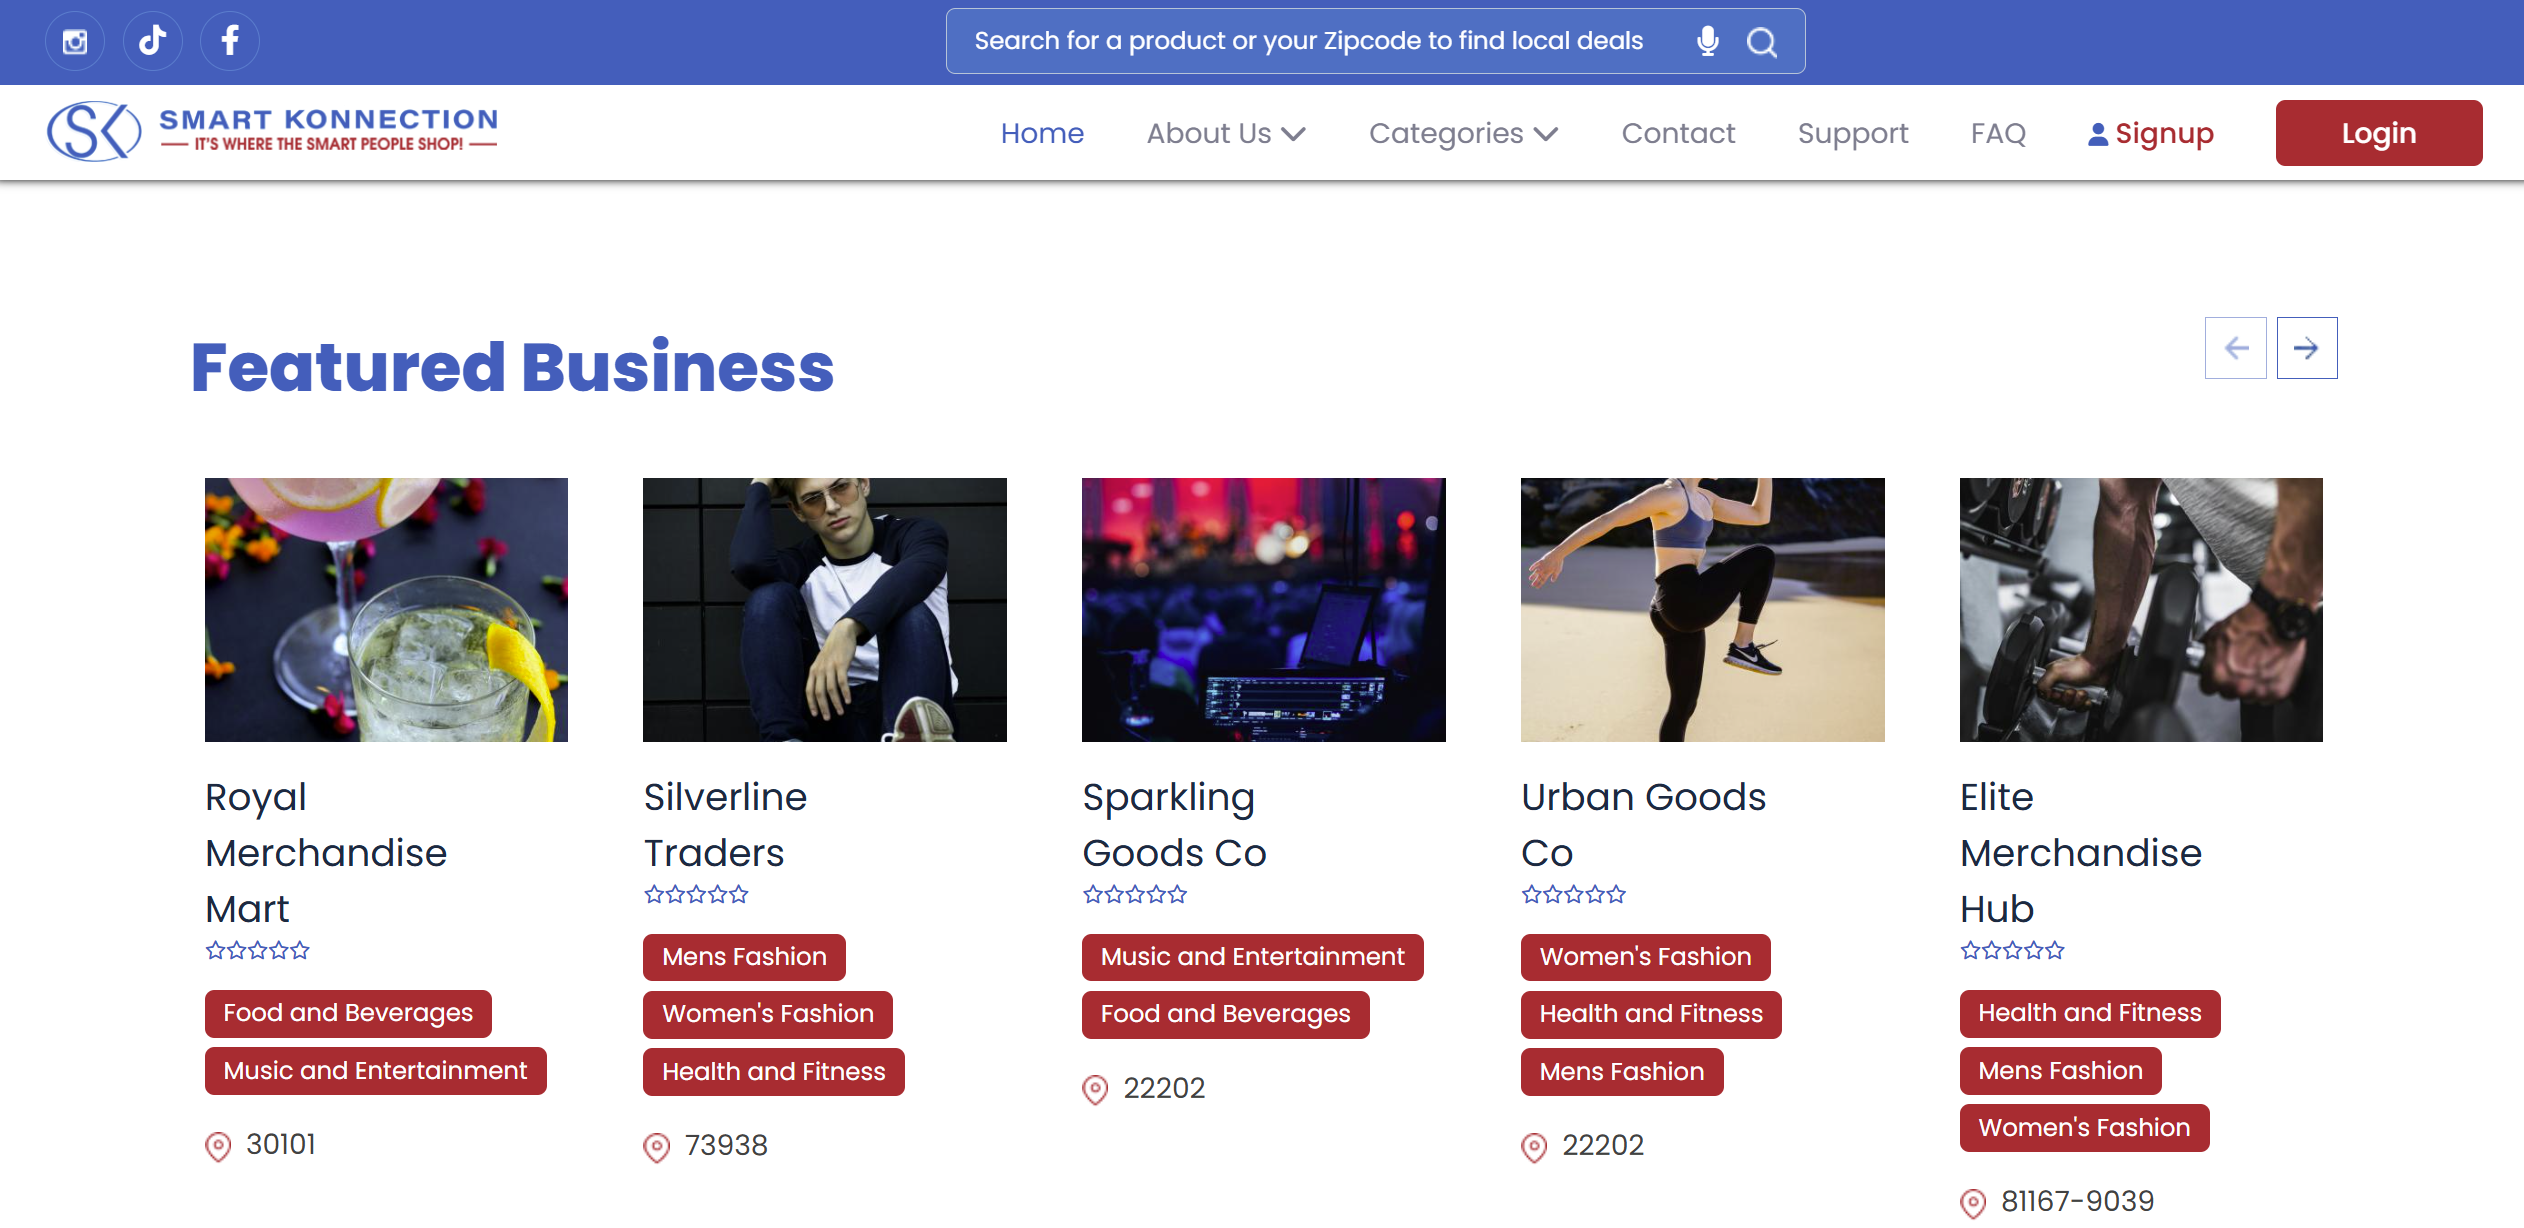 Search for a product or your Zipcode to find local deals
SK
SMART KONNECTION
IT'S WHERE THE SMART PEOPLE SHOP!
Home
About Us
Categories
Contact
Support
FAQ
Signup
Login
Featured Business
Royal
Merchandise
Mart
Food and Beverages
Music and Entertainment
30101
Silverline
Traders
Mens Fashion
Women's Fashion
Health and Fitness
73938
Sparkling
Goods Co
Music and Entertainment
Food and Beverages
22202
Urban Goods
Co
Women's Fashion
Health and Fitness
Mens Fashion
22202
Elite
Merchandise
Hub
Health and Fitness
Mens Fashion
Women's Fashion
81167-9039